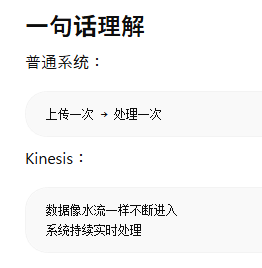 一句话理解
普通系统：
上传一次 → 处理一次
Kinesis：
数据像水流一样不断进入
系统持续实时处理